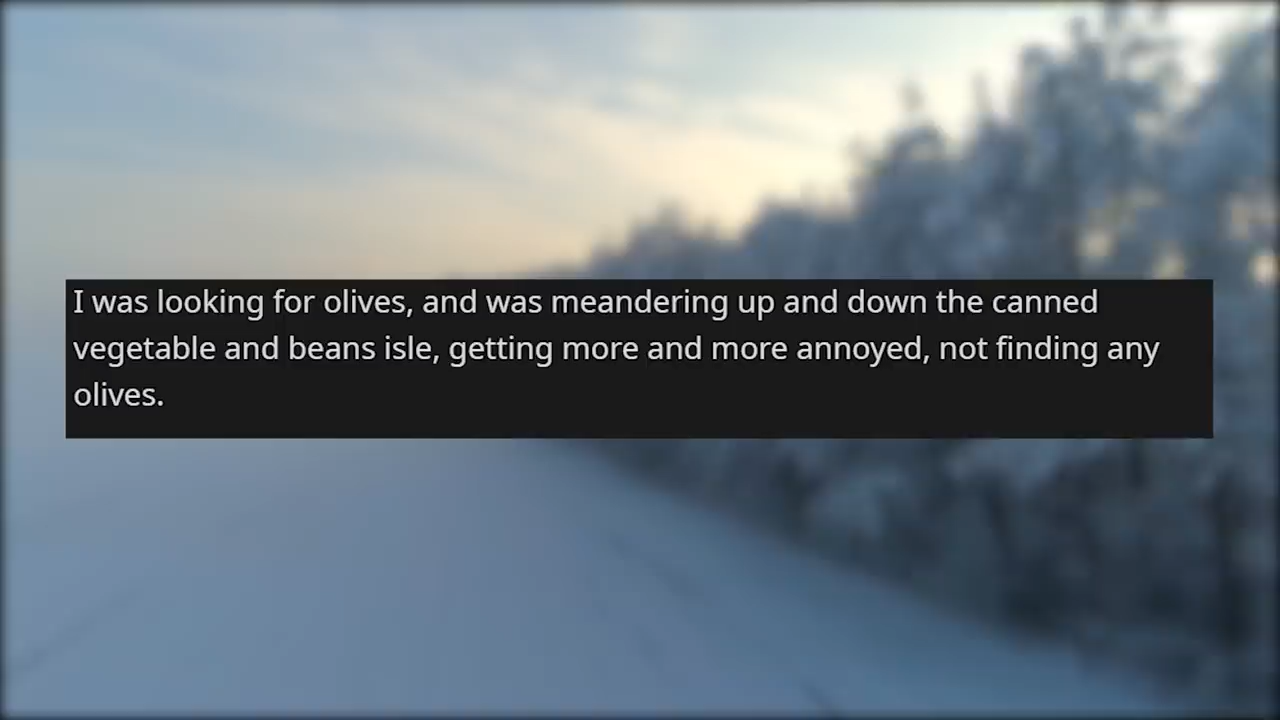 I was looking for olives, and was meandering up and down the canned
vegetable and beans isle, getting more and more annoyed, not finding any
olives.